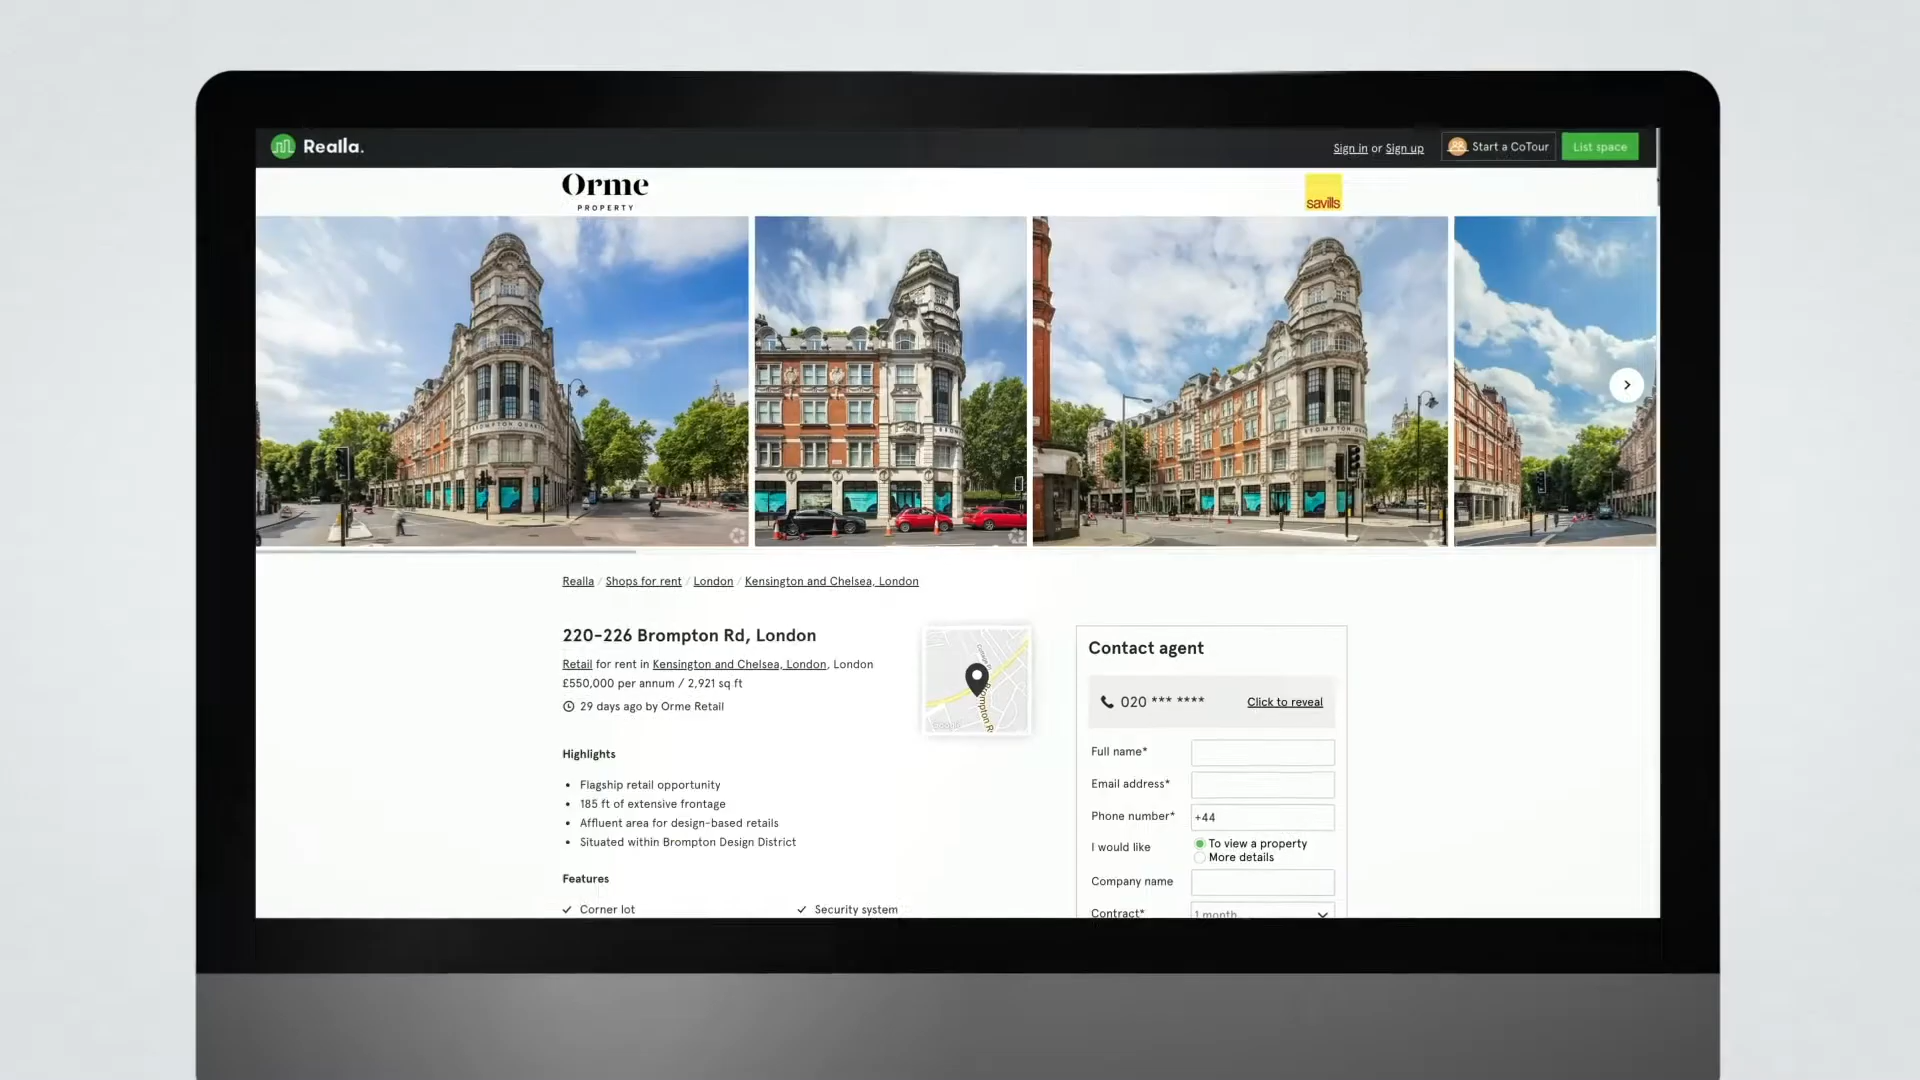 Realla.
Sign in or Sign up
Start a CoTour
List space
Orme
PROPERTY
savills
BROMPTON
BROMPTON
Realla / Shops for rent / London / Kensington and Chelsea, London
220-226 Brompton Rd, London
Retail for rent in Kensington and Chelsea, London, London
£550,000 per annum / 2,921 sq ft
29 days ago by Orme Retail
Brompton R
Highlights
Flagship retail opportunity
185 ft of extensive frontage
Affluent area for design-based retails
Situated within Brompton Design District
Features
Corner lot
Security system
Contact agent
020 *** ****
Click to reveal
Full name*
Email address*
Phone number* +44
I would like
To view a property
More details
Company name
Contract* 1 month